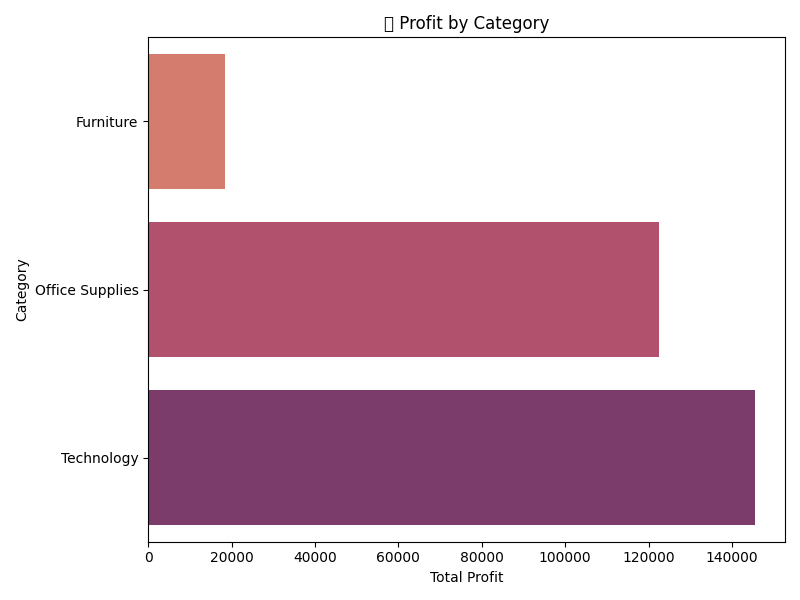 Profit by Category
Furniture
Office Supplies
Technology
Category
0 20000 40000 60000 80000 100000 120000 140000
Total Profit